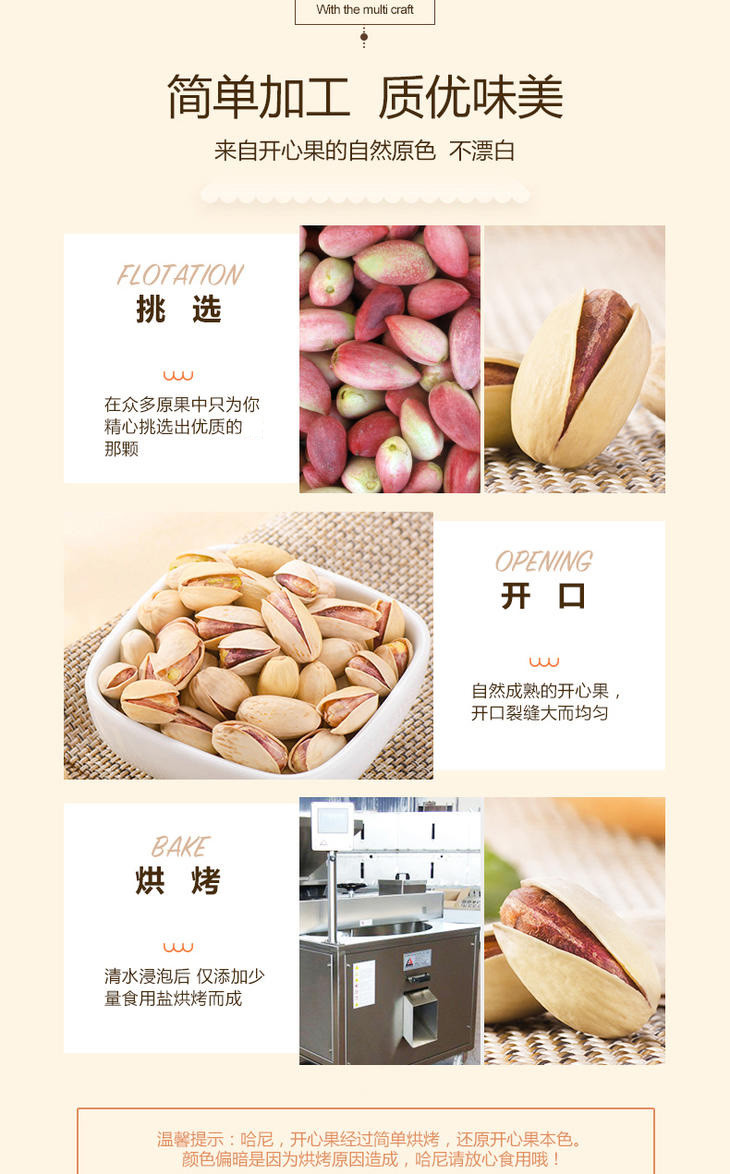 With the multi craft
简单加工 质优味美
来自开心果的自然原色 不漂白
FLOTATION
挑 选
在众多原果中只为你
精心挑选出优质的
那颗
OPENING
开 口
自然成熟的开心果，
开口裂缝大而均匀
BAKE
烘 烤
清水浸泡后 仅添加少
量食用盐烘烤而成
温馨提示：哈尼，开心果经过简单烘烤，还原开心果本色。
颜色偏暗是因为烘烤原因造成，哈尼请放心食用哦！